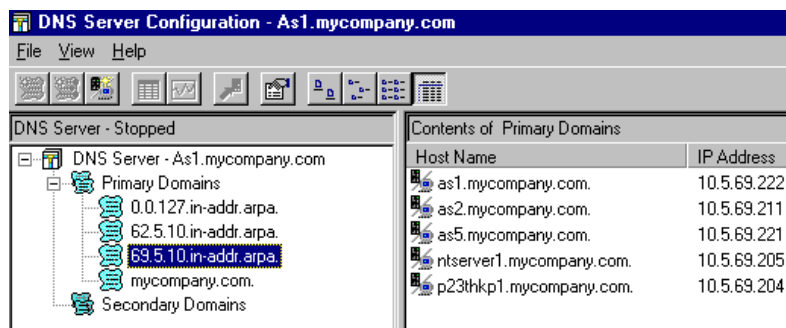 DNS Server Configuration - As1.mycompany.com
File View Help
DNS Server - Stopped
DNS Server - As1.mycompany.com
Primary Domains
0.0.127.in-addr.arpa.
62.5.10.in-addr.arpa.
69.5.10.in-addr.arpa.
mycompany.com.
Secondary Domains
Contents of Primary Domains
Host Name IP Address
as1.mycompany.com. 10.5.69.222
as2.mycompany.com. 10.5.69.211
as5.mycompany.com. 10.5.69.221
ntserver1.mycompany.com. 10.5.69.205
p23thkp1.mycompany.com. 10.5.69.204